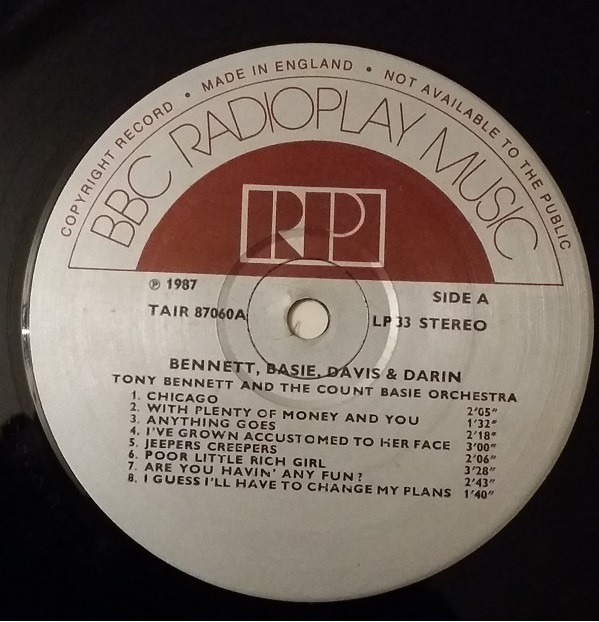 COPYRIGHT RECORD • MADE IN ENGLAND • NOT AVAILABLE TO THE PUBLIC
BBC RADIOPLAY MUSIC
RP
℗ 1987
SIDE A
TAIR 87060A
LP 33 STEREO
BENNETT, BASIE, DAVIS & DARIN
TONY BENNETT AND THE COUNT BASIE ORCHESTRA
1. CHICAGO 2'05"
2. WITH PLENTY OF MONEY AND YOU 1'32"
3. ANYTHING GOES 2'18"
4. I'VE GROWN ACCUSTOMED TO HER FACE 3'00"
5. JEEPERS CREEPERS 2'06"
6. POOR LITTLE RICH GIRL 3'28"
7. ARE YOU HAVIN' ANY FUN? 2'43"
8. I GUESS I'LL HAVE TO CHANGE MY PLANS 1'40"